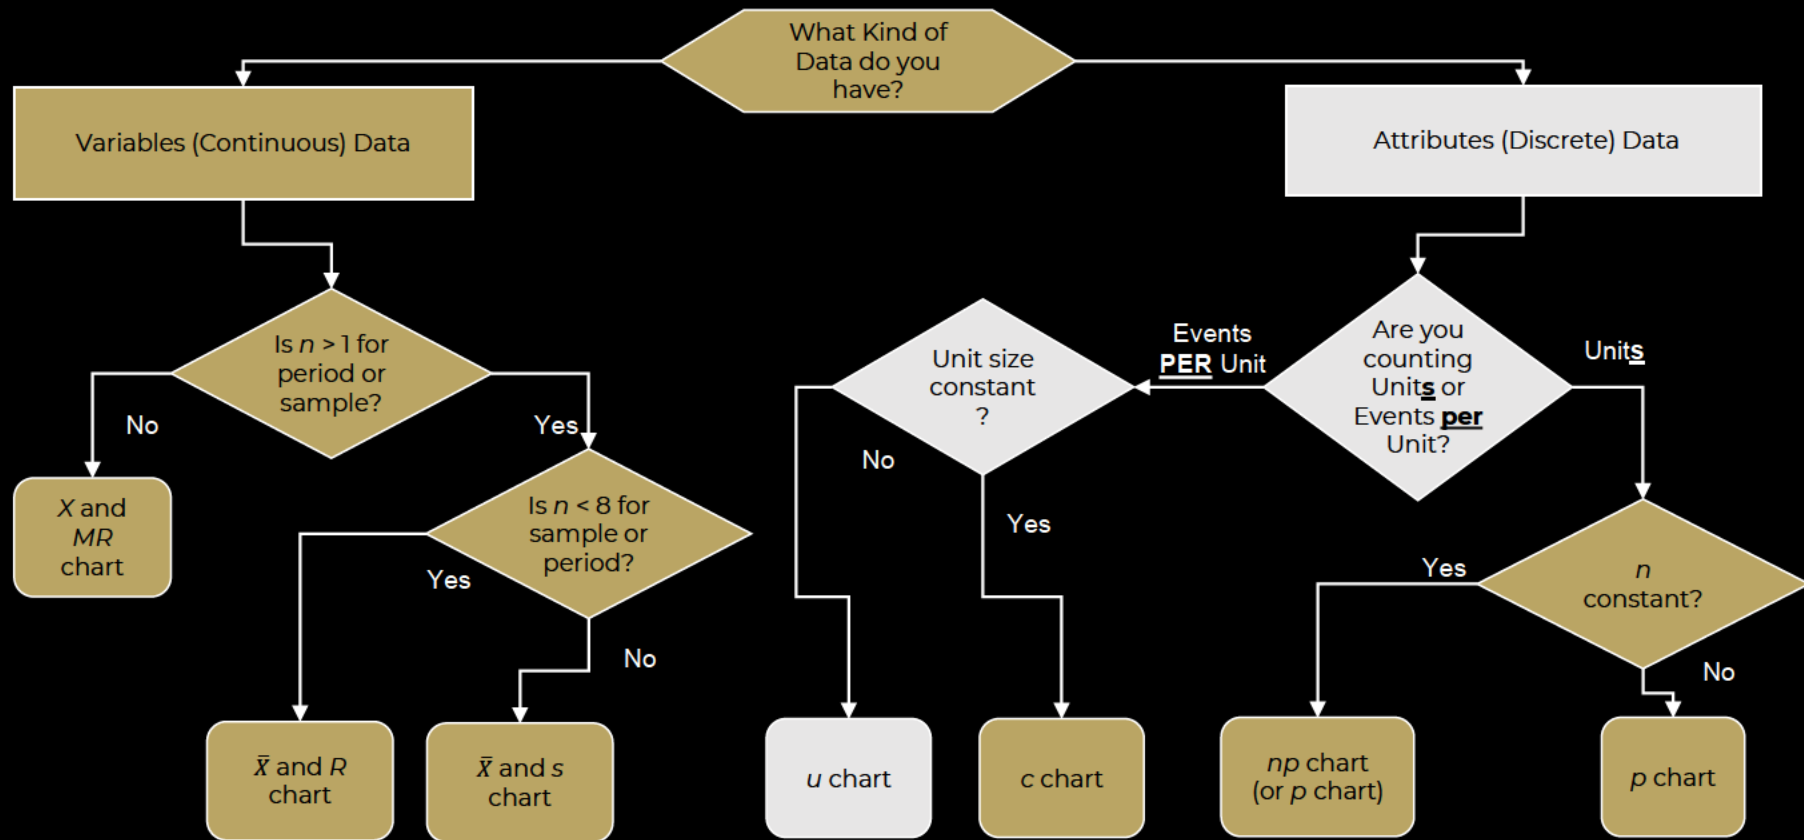 What Kind of
Data do you
have?
Variables (Continuous) Data
Attributes (Discrete) Data
Is n > 1 for
period or
sample?
No
Yes
X and
MR
chart
Is n < 8 for
sample or
period?
Yes
No
X̄ and R
chart
X̄ and s
chart
Are you
counting
Units or
Events per
Unit?
Events
PER Unit
Units
Unit size
constant
?
No
Yes
u chart
c chart
n
constant?
Yes
No
np chart
(or p chart)
p chart